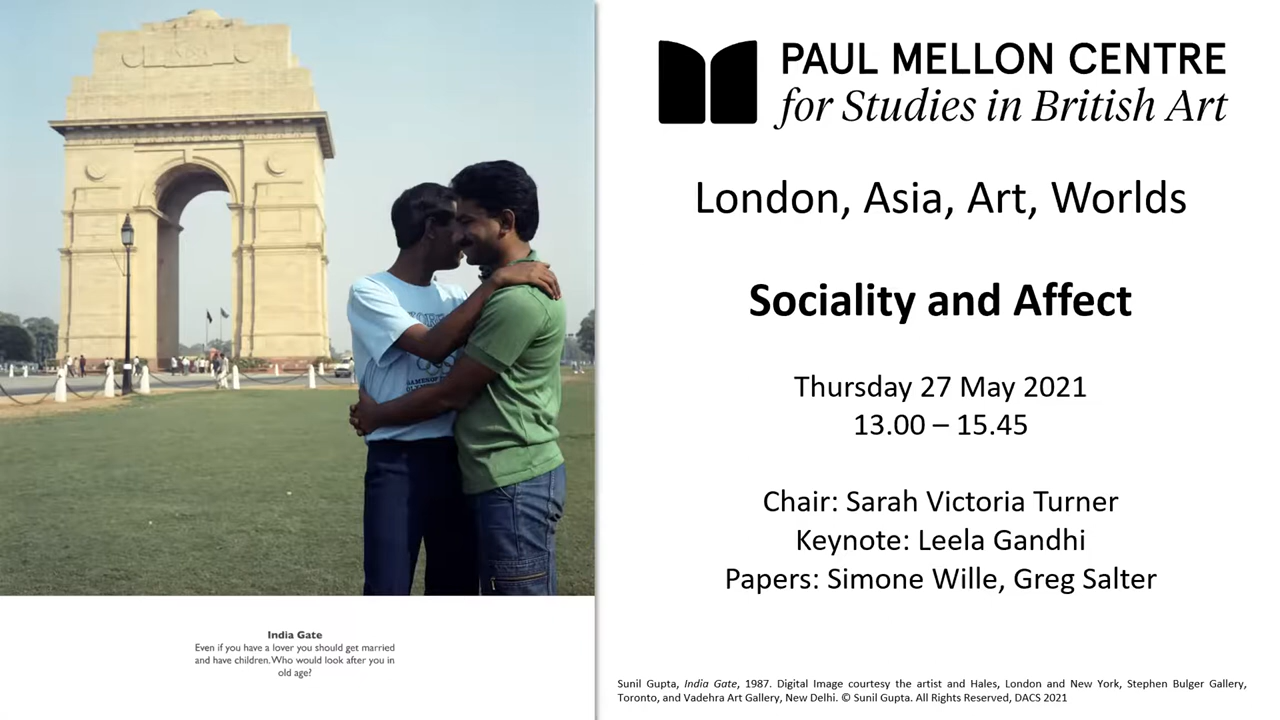 India Gate
Even if you have a lover you should get married
and have children. Who would look after you in
old age?
PAUL MELLON CENTRE
for Studies in British Art
London, Asia, Art, Worlds
Sociality and Affect
Thursday 27 May 2021
13.00 – 15.45
Chair: Sarah Victoria Turner
Keynote: Leela Gandhi
Papers: Simone Wille, Greg Salter
Sunil Gupta, India Gate, 1987. Digital Image courtesy the artist and Hales, London and New York, Stephen Bulger Gallery,
Toronto, and Vadehra Art Gallery, New Delhi. © Sunil Gupta. All Rights Reserved, DACS 2021